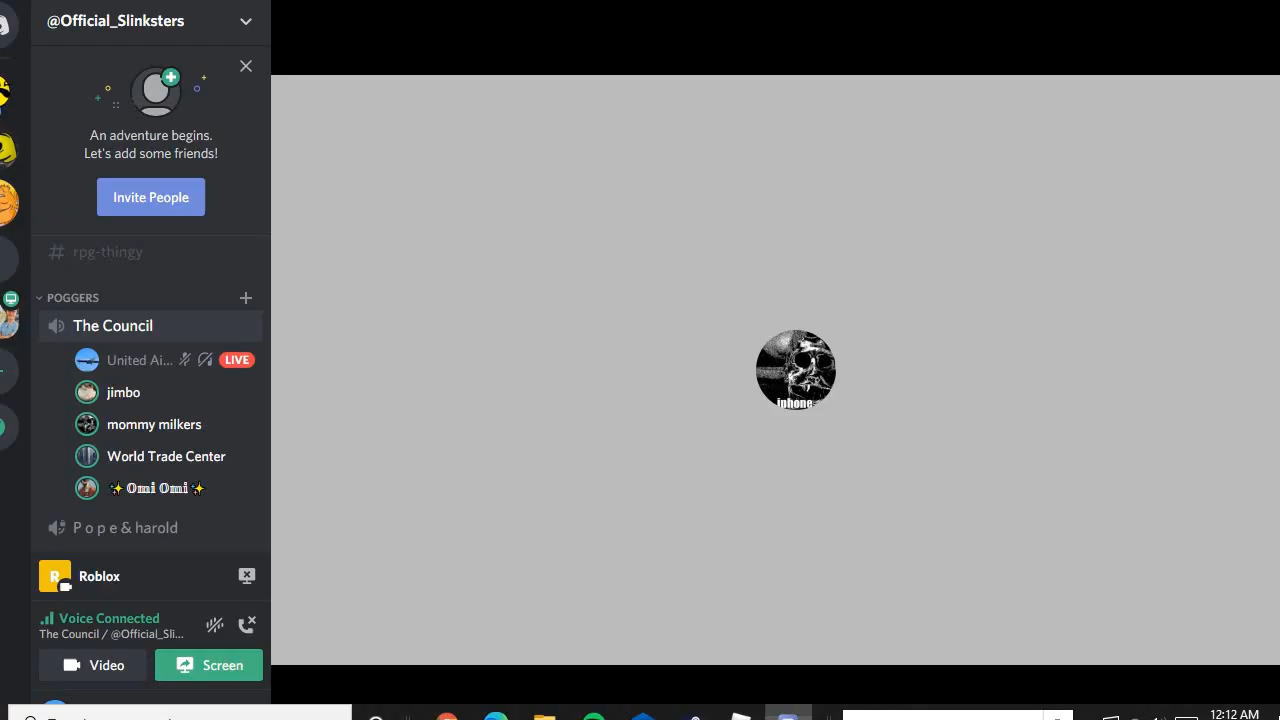 @Official_Slinksters
An adventure begins.
Let's add some friends!
Invite People
rpg-thingy
POGGERS
The Council
United Ai... LIVE
jimbo
mommy milkers
World Trade Center
✨ 𝕆𝕞𝕚 𝕆𝕞𝕚 ✨
P o p e & harold
R Roblox
Voice Connected
The Council / @Official_Sli...
Video Screen
iphone
12:12 AM